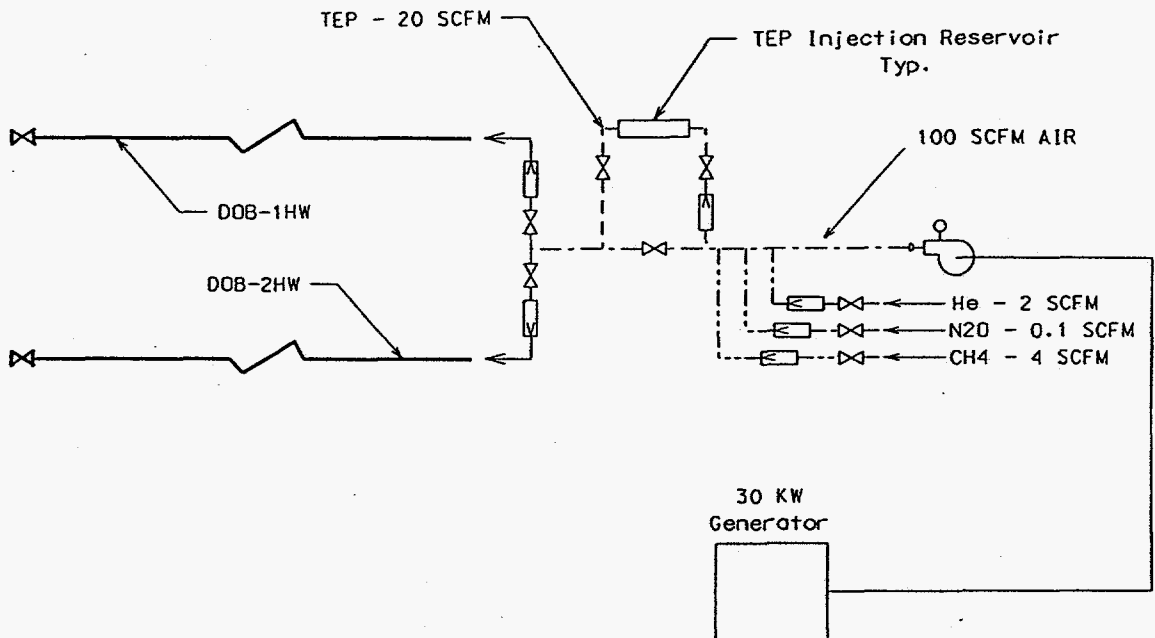 TEP - 20 SCFM
TEP Injection Reservoir
Typ.
100 SCFM AIR
DOB-1HW
DOB-2HW
He - 2 SCFM
N2O - 0.1 SCFM
CH4 - 4 SCFM
30 KW
Generator